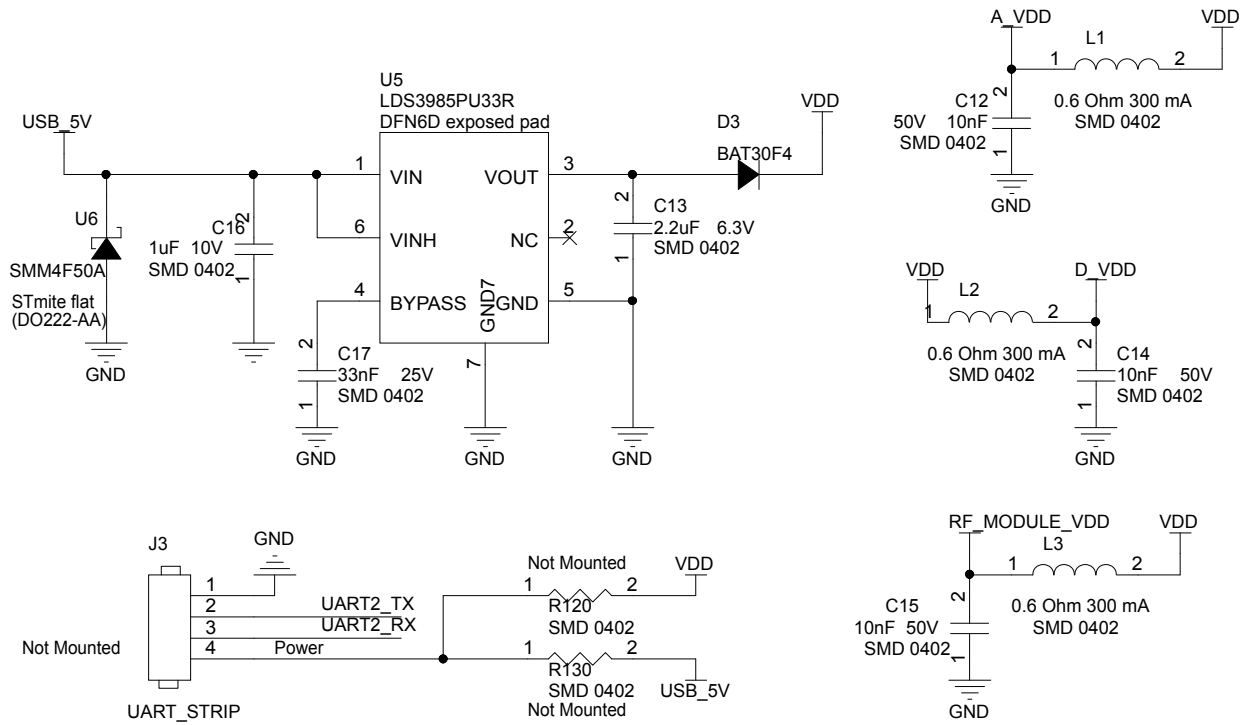 U5
LDS3985PU33R
DFN6D exposed pad
USB_5V
VDD
D3
BAT30F4
1
VIN
VOUT
3
6
VINH
NC
2
4
BYPASS
GND7
GND
5
7
U6
SMM4F50A
STmite flat
(DO222-AA)
GND
C16
2
1uF 10V
SMD 0402
1
2
C17
33nF 25V
SMD 0402
1
GND
GND
2
C13
2.2uF 6.3V
SMD 0402
1
GND
A_VDD
L1
VDD
1
2
0.6 Ohm 300 mA
SMD 0402
2
C12
50V 10nF
SMD 0402
1
GND
VDD
L2
D_VDD
1
2
0.6 Ohm 300 mA
SMD 0402
2
C14
10nF 50V
SMD 0402
1
GND
RF_MODULE_VDD
L3
VDD
1
2
0.6 Ohm 300 mA
SMD 0402
2
C15
10nF 50V
SMD 0402
1
GND
J3
GND
1
2
UART2_TX
3
UART2_RX
4
Power
Not Mounted
UART_STRIP
Not Mounted
1
2
VDD
R120
SMD 0402
1
2
R130
SMD 0402
USB_5V
Not Mounted